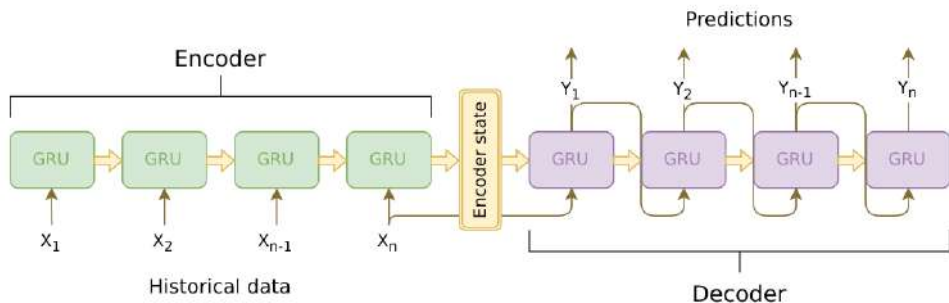 Predictions
Encoder
Y1 Y2 Yn-1 Yn
GRU GRU GRU GRU
Encoder state
GRU GRU GRU GRU
X1 X2 Xn-1 Xn
Historical data
Decoder